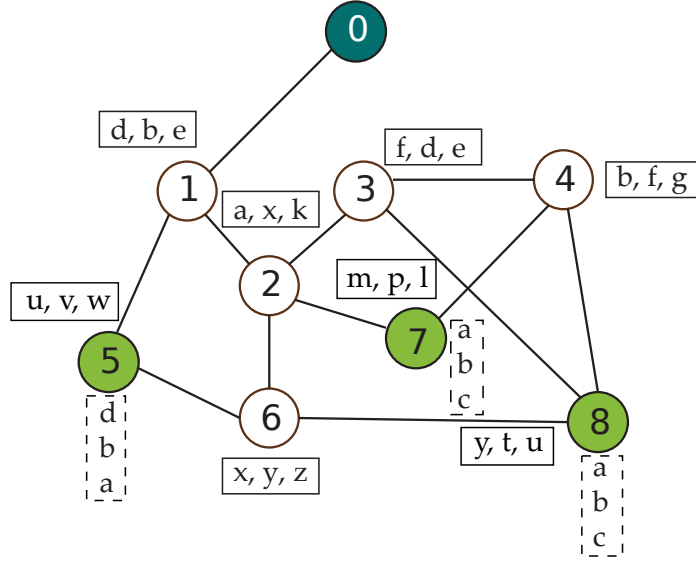 0
d, b, e
f, d, e
1
3
4
b, f, g
a, x, k
2
m, p, l
u, v, w
7
a
b
c
5
d
b
a
6
8
y, t, u
x, y, z
a
b
c